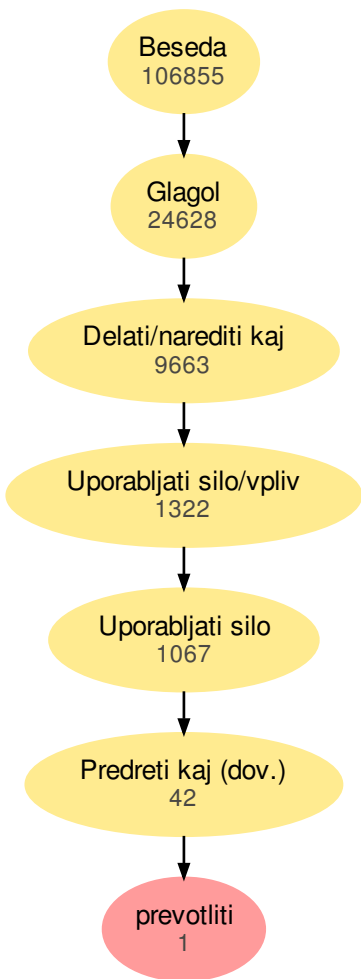 Beseda
106855
Glagol
24628
Delati/narediti kaj
9663
Uporabljati silo/vpliv
1322
Uporabljati silo
1067
Predreti kaj (dov.)
42
prevotliti
1